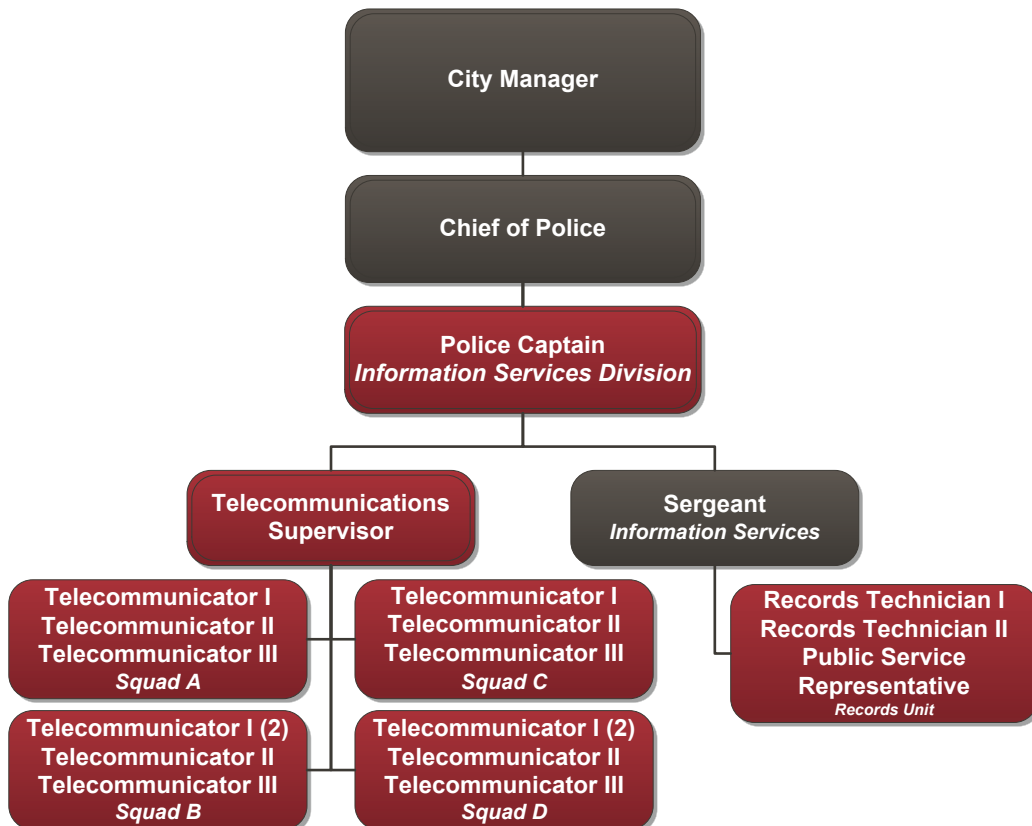 City Manager
Chief of Police
Police Captain
Information Services Division
Telecommunications
Supervisor
Sergeant
Information Services
Telecommunicator I
Telecommunicator II
Telecommunicator III
Squad A
Telecommunicator I
Telecommunicator II
Telecommunicator III
Squad C
Records Technician I
Records Technician II
Public Service
Representative
Records Unit
Telecommunicator I (2)
Telecommunicator II
Telecommunicator III
Squad B
Telecommunicator I (2)
Telecommunicator II
Telecommunicator III
Squad D